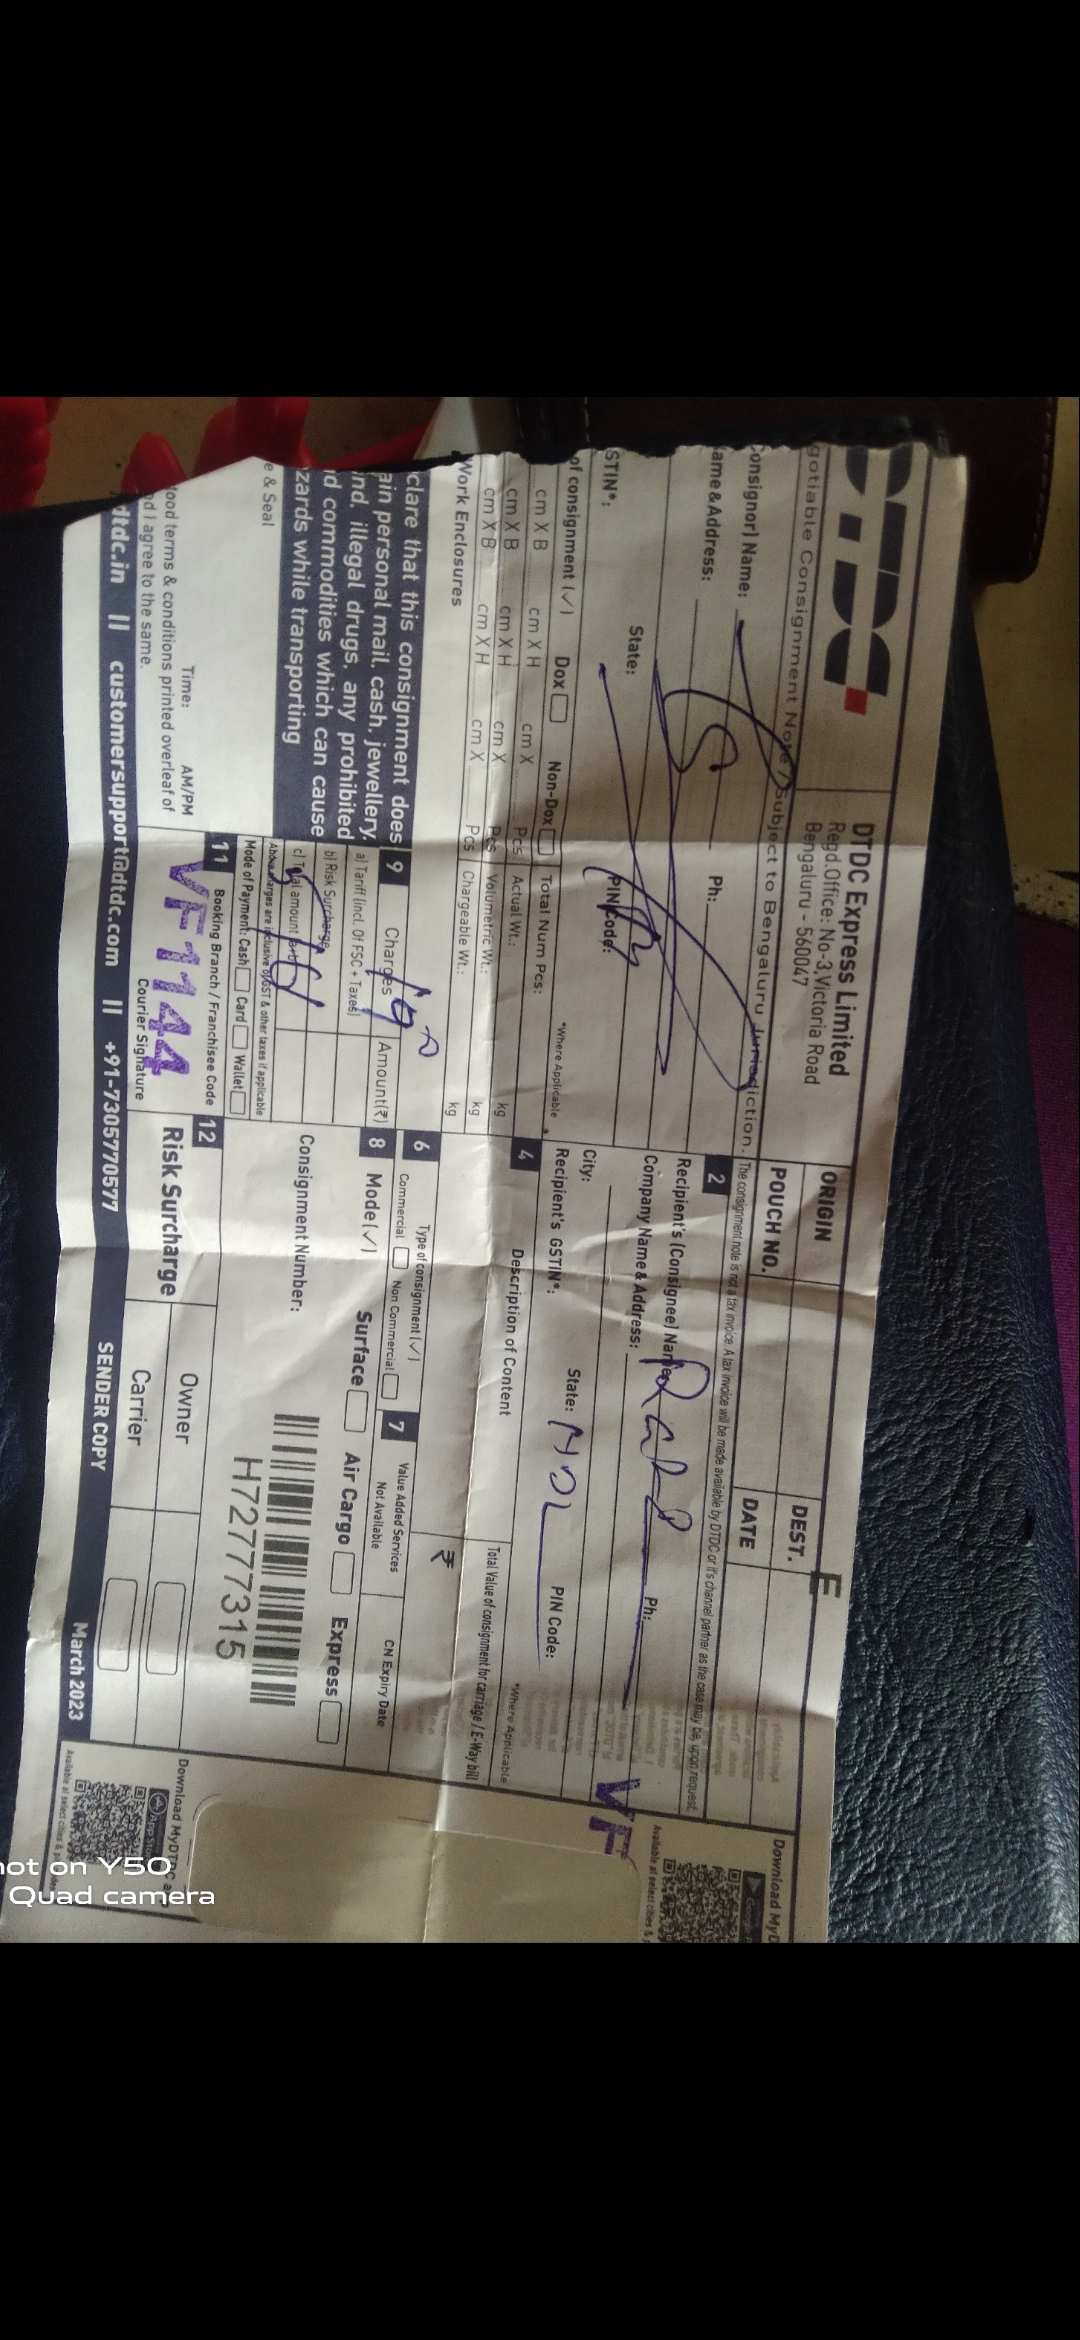 DTDC
DTDC Express Limited
Regd.Office: No-3,Victoria Road
Bengaluru - 560047
ORIGIN
DEST.
POUCH NO.
DATE
gotiable Consignment Note / Subject to Bengaluru Jurisdiction.
The consignment note is not a tax invoice. A tax invoice will be made available by DTDC or it's channel partner as the case may be, upon request.
onsignor) Name:
Ph:
ame & Address:
State:
PIN Code:
STIN*:
*Where Applicable
2
Recipient's (Consignee) Name
Company Name & Address:
Ph:
City:
State:
PIN Code:
Recipient's GSTIN*:
*Where Applicable
of consignment (✓) Dox Non-Dox
Total Num Pcs:
cm X B cm X H cm X Pcs
Actual Wt.: kg
cm X B cm X H cm X Pcs
Volumetric Wt.: kg
cm X B cm X H cm X Pcs
Chargeable Wt.: kg
Work Enclosures
4 Description of Content
Total Value of consignment for carriage / E-Way bill
₹
clare that this consignment does
ain personal mail, cash, jewellery,
nd, illegal drugs, any prohibited
d commodities which can cause
zards while transporting
9 Charges Amount(₹)
a) Tariff (incl. Of FSC + Taxes)
b) Risk Surcharge
c) Total amount
Above charges are inclusive of GST & other taxes if applicable
Mode of Payment: Cash Card Wallet
6 Type of consignment (✓)
Commercial Non Commercial
7 Value Added Services
Not Available
CN Expiry Date
8 Mode (✓) Surface Air Cargo Express
Consignment Number:
H72777315
e & Seal
Time: AM/PM
tood terms & conditions printed overleaf of
nd I agree to the same.
11 Booking Branch / Franchisee Code
VF1144
Courier Signature
12 Risk Surcharge
Owner
Carrier
dtdc.in || customersupport@dtdc.com || +91-7305770577
SENDER COPY
March 2023
VF
Download MyD
Available at select cities &
Download MyDTDC a
App
Available at select cities &
hot on Y50
Quad camera